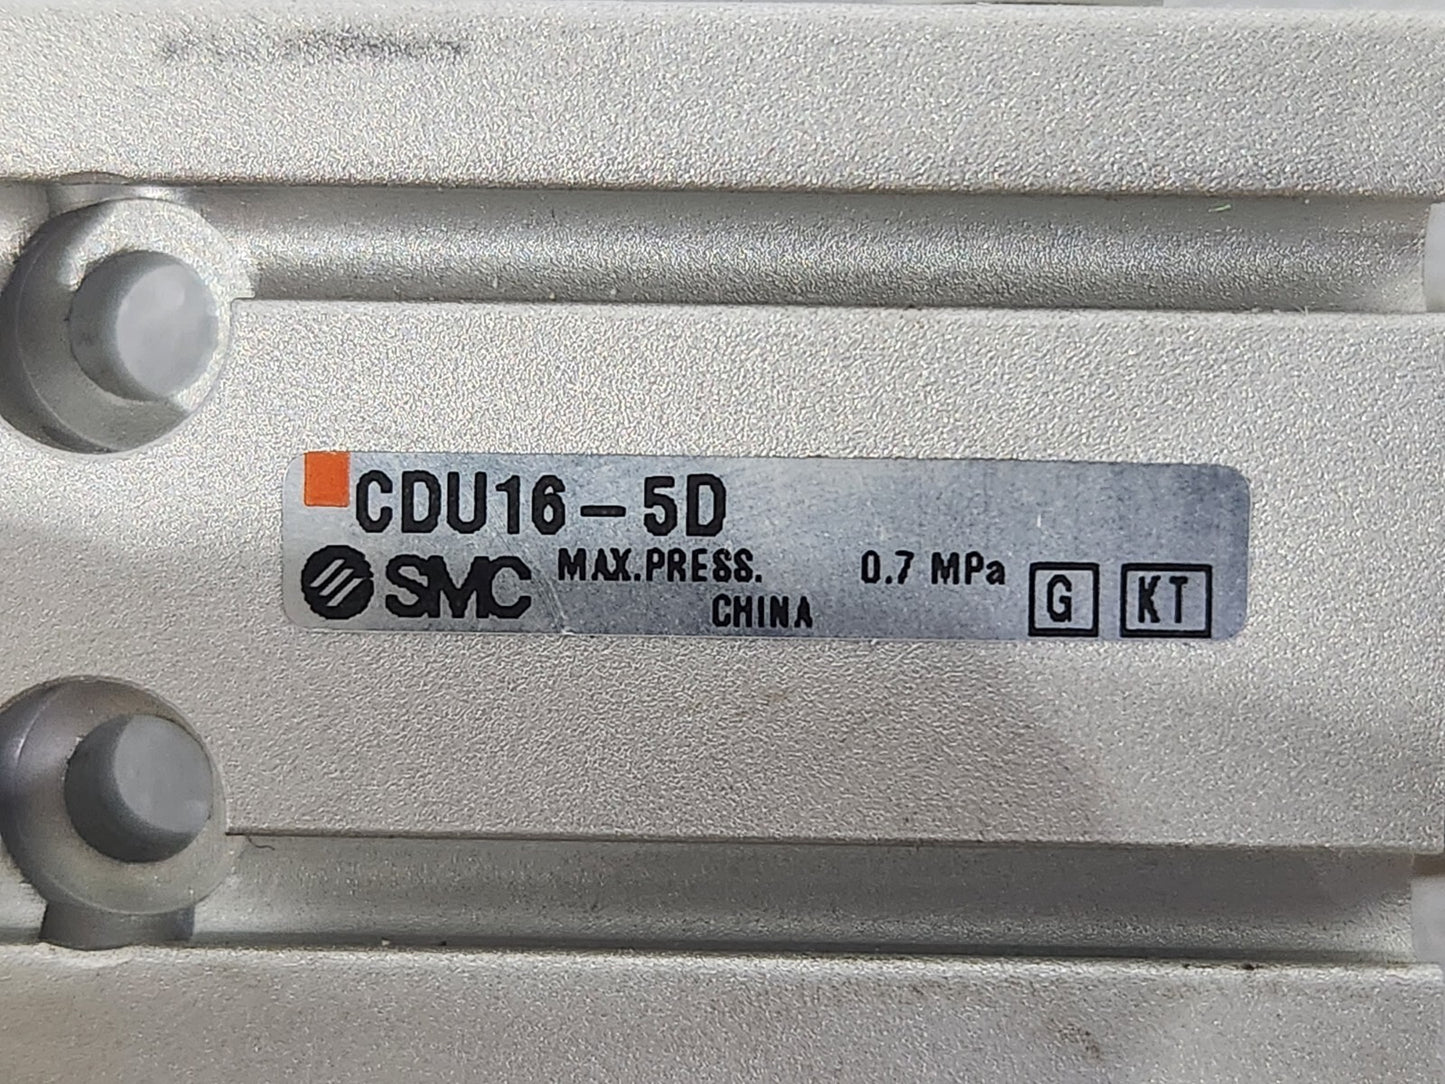 CDU16-5D
SMC MAX.PRESS. 0.7 MPa
CHINA G KT